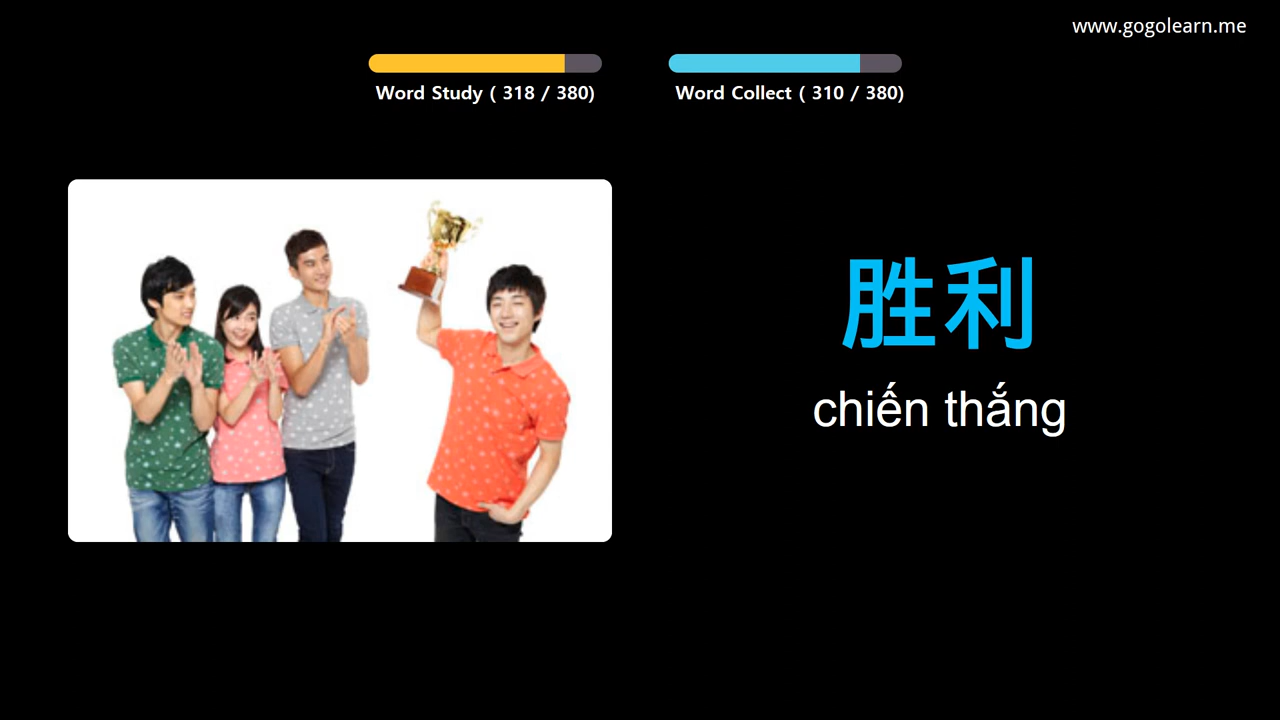 www.gogolearn.me
Word Study ( 318 / 380)
Word Collect ( 310 / 380)
胜利
chiến thắng